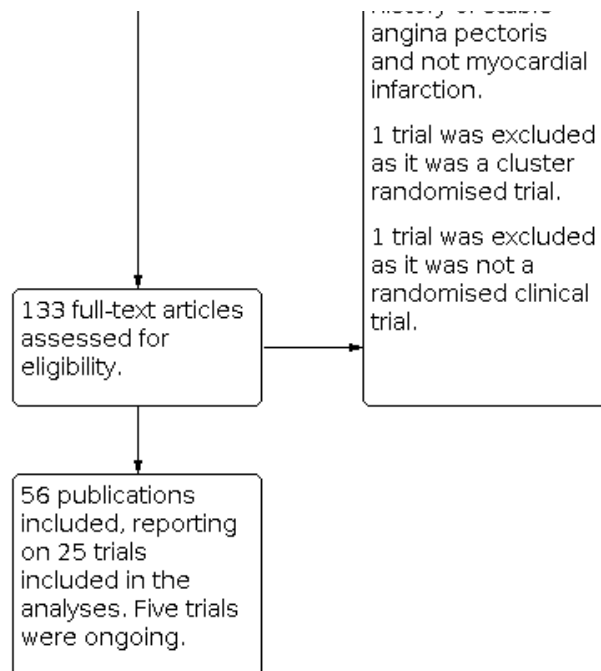 angina pectoris
and not myocardial
infarction.
1 trial was excluded
as it was a cluster
randomised trial.
1 trial was excluded
as it was not a
randomised clinical
trial.
133 full-text articles
assessed for
eligibility.
56 publications
included, reporting
on 25 trials
included in the
analyses. Five trials
were ongoing.